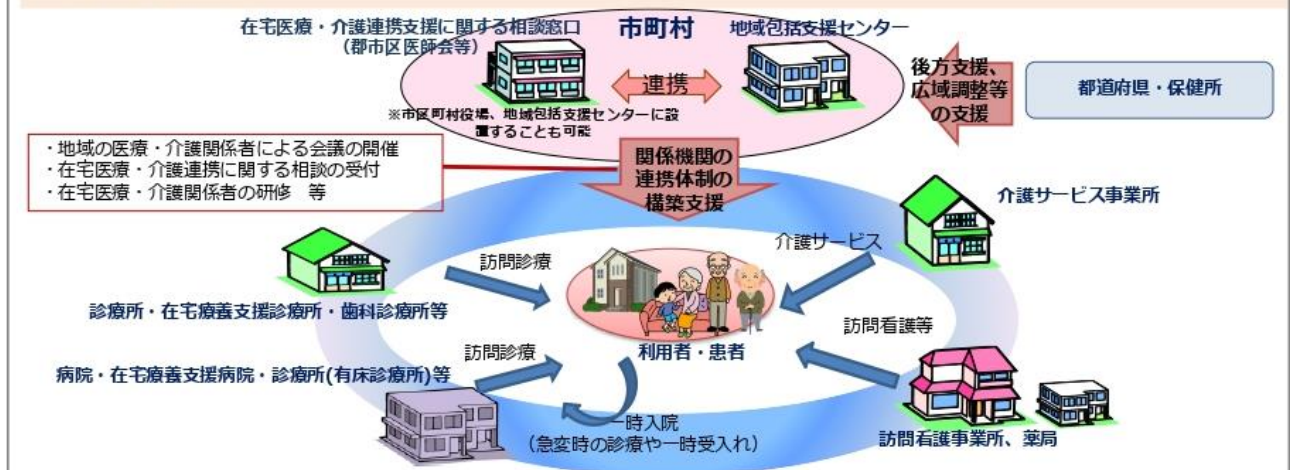 在宅医療・介護連携支援に関する相談窓口
(郡市区医師会等)
市町村
地域包括支援センター
連携
※市区町村役場、地域包括支援センターに設
置することも可能
後方支援、
広域調整等
の支援
都道府県・保健所
・地域の医療・介護関係者による会議の開催
・在宅医療・介護連携に関する相談の受付
・在宅医療・介護関係者の研修　等
関係機関の
連携体制の
構築支援
介護サービス事業所
介護サービス
訪問診療
診療所・在宅療養支援診療所・歯科診療所等
利用者・患者
訪問看護等
訪問診療
病院・在宅療養支援病院・診療所(有床診療所)等
一時入院
(急変時の診療や一時受入れ)
訪問看護事業所、薬局